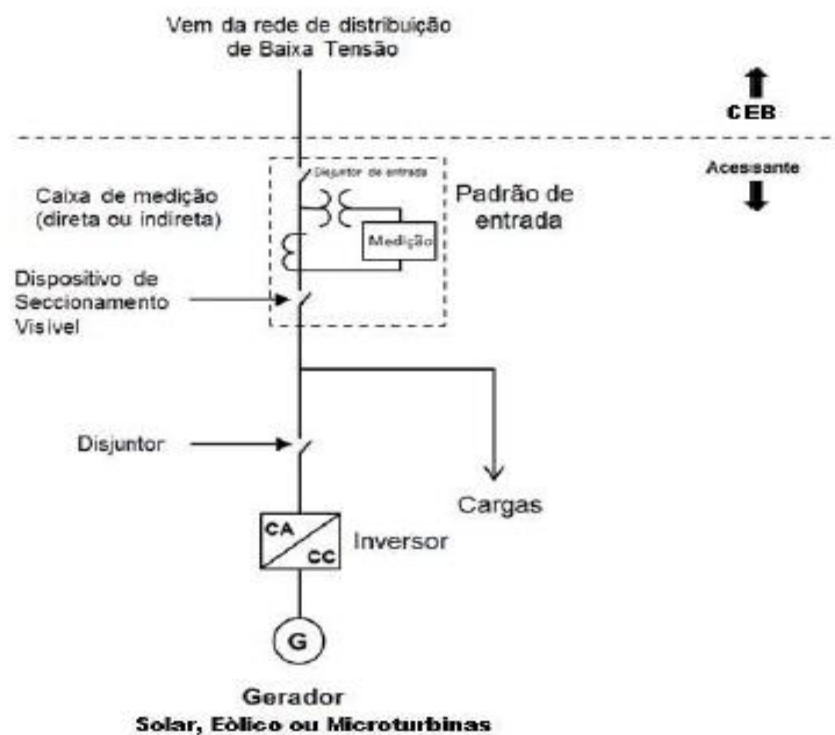 Vem da rede de distribuição
de Baixa Tensão
CEB
Disjuntor de entrada
Acessante
Caixa de medição
(direta ou indireta)
Padrão de
entrada
Medição
Dispositivo de
Seccionamento
Visível
Disjuntor
Cargas
CA
CC
Inversor
G
Gerador
Solar, Eòlico ou Microturbinas